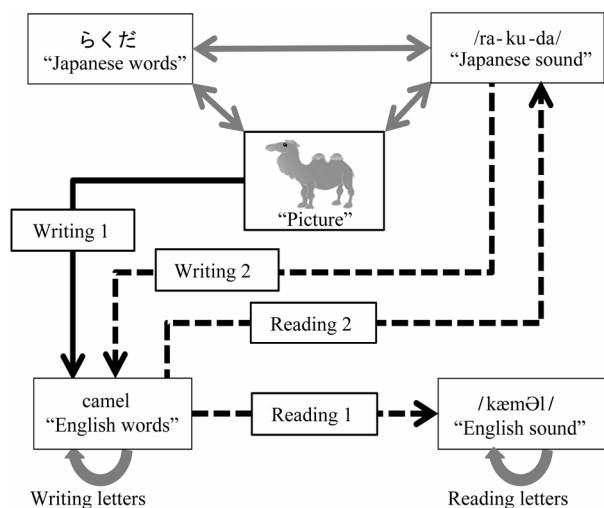 らくだ
“Japanese words”
/ra-ku-da/
“Japanese sound”
“Picture”
Writing 1
Writing 2
Reading 2
camel
“English words”
Reading 1
/kæmƏl/
“English sound”
Writing letters
Reading letters